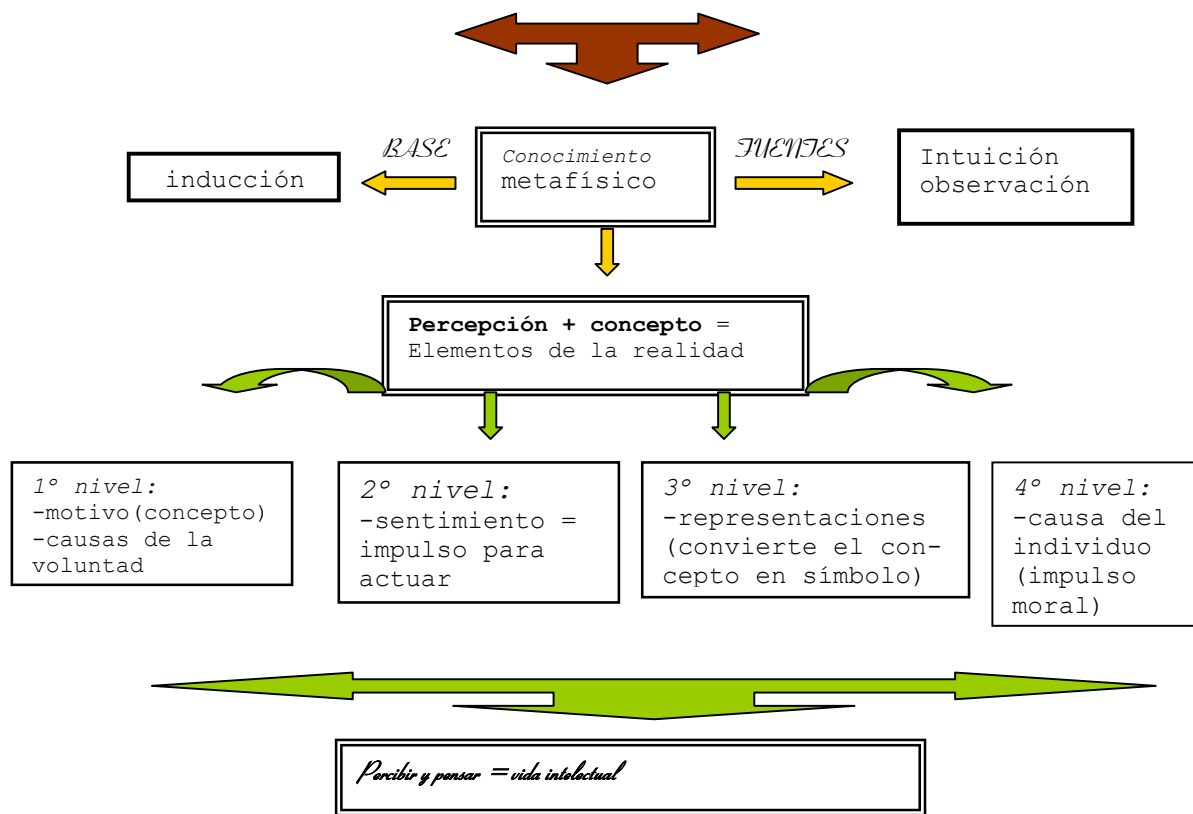 BASE
FUENTES
inducción
Conocimiento
metafísico
Intuición
observación
Percepción + concepto =
Elementos de la realidad
1º nivel:
-motivo(concepto)
-causas de la
voluntad
2º nivel:
-sentimiento =
impulso para
actuar
3º nivel:
-representaciones
(convierte el con-
cepto en símbolo)
4º nivel:
-causa del
individuo
(impulso
moral)
Percibir y pensar = vida intelectual